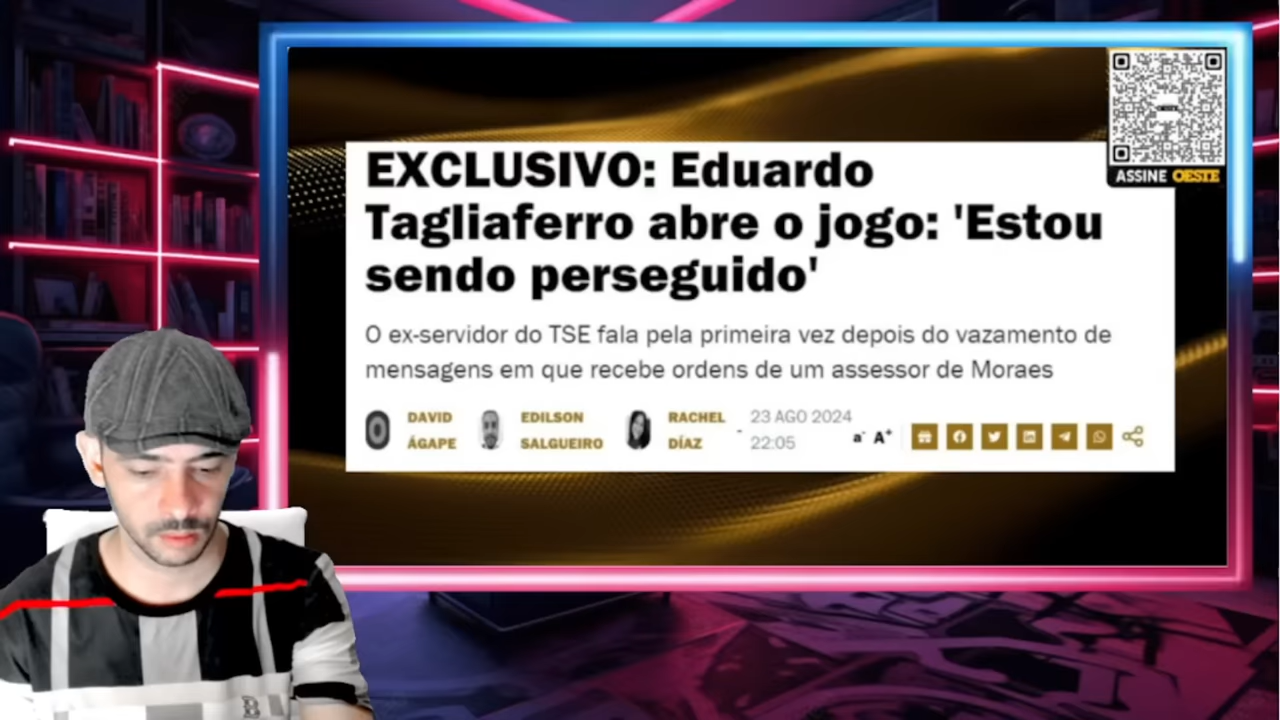 ASSINE OESTE
EXCLUSIVO: Eduardo
Tagliaferro abre o jogo: 'Estou
sendo perseguido'
O ex-servidor do TSE fala pela primeira vez depois do vazamento de
mensagens em que recebe ordens de um assessor de Moraes
DAVID
ÁGAPE
EDILSON
SALGUEIRO
RACHEL
DÍAZ
-
23 AGO 2024
22:05
a- A+